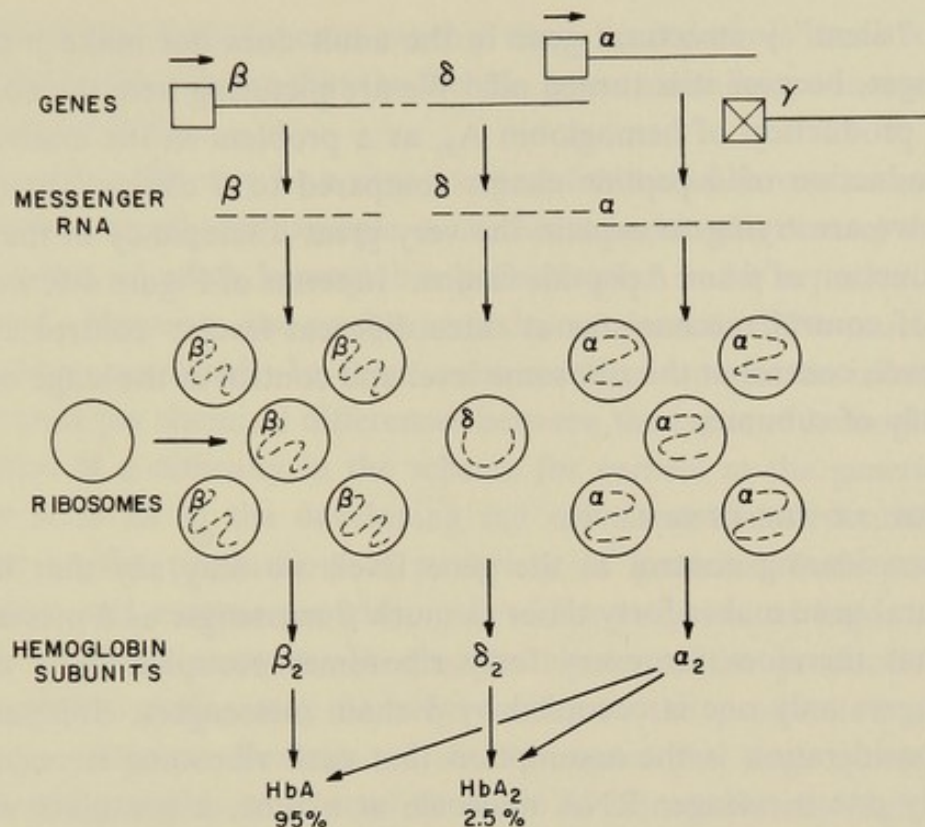 α
β δ
GENES
γ
β δ
MESSENGER
RNA
α
β β α α
β δ α
RIBOSOMES
β β α α
HEMOGLOBIN
SUBUNITS
β₂ δ₂ α₂
HbA HbA₂
95% 2.5%